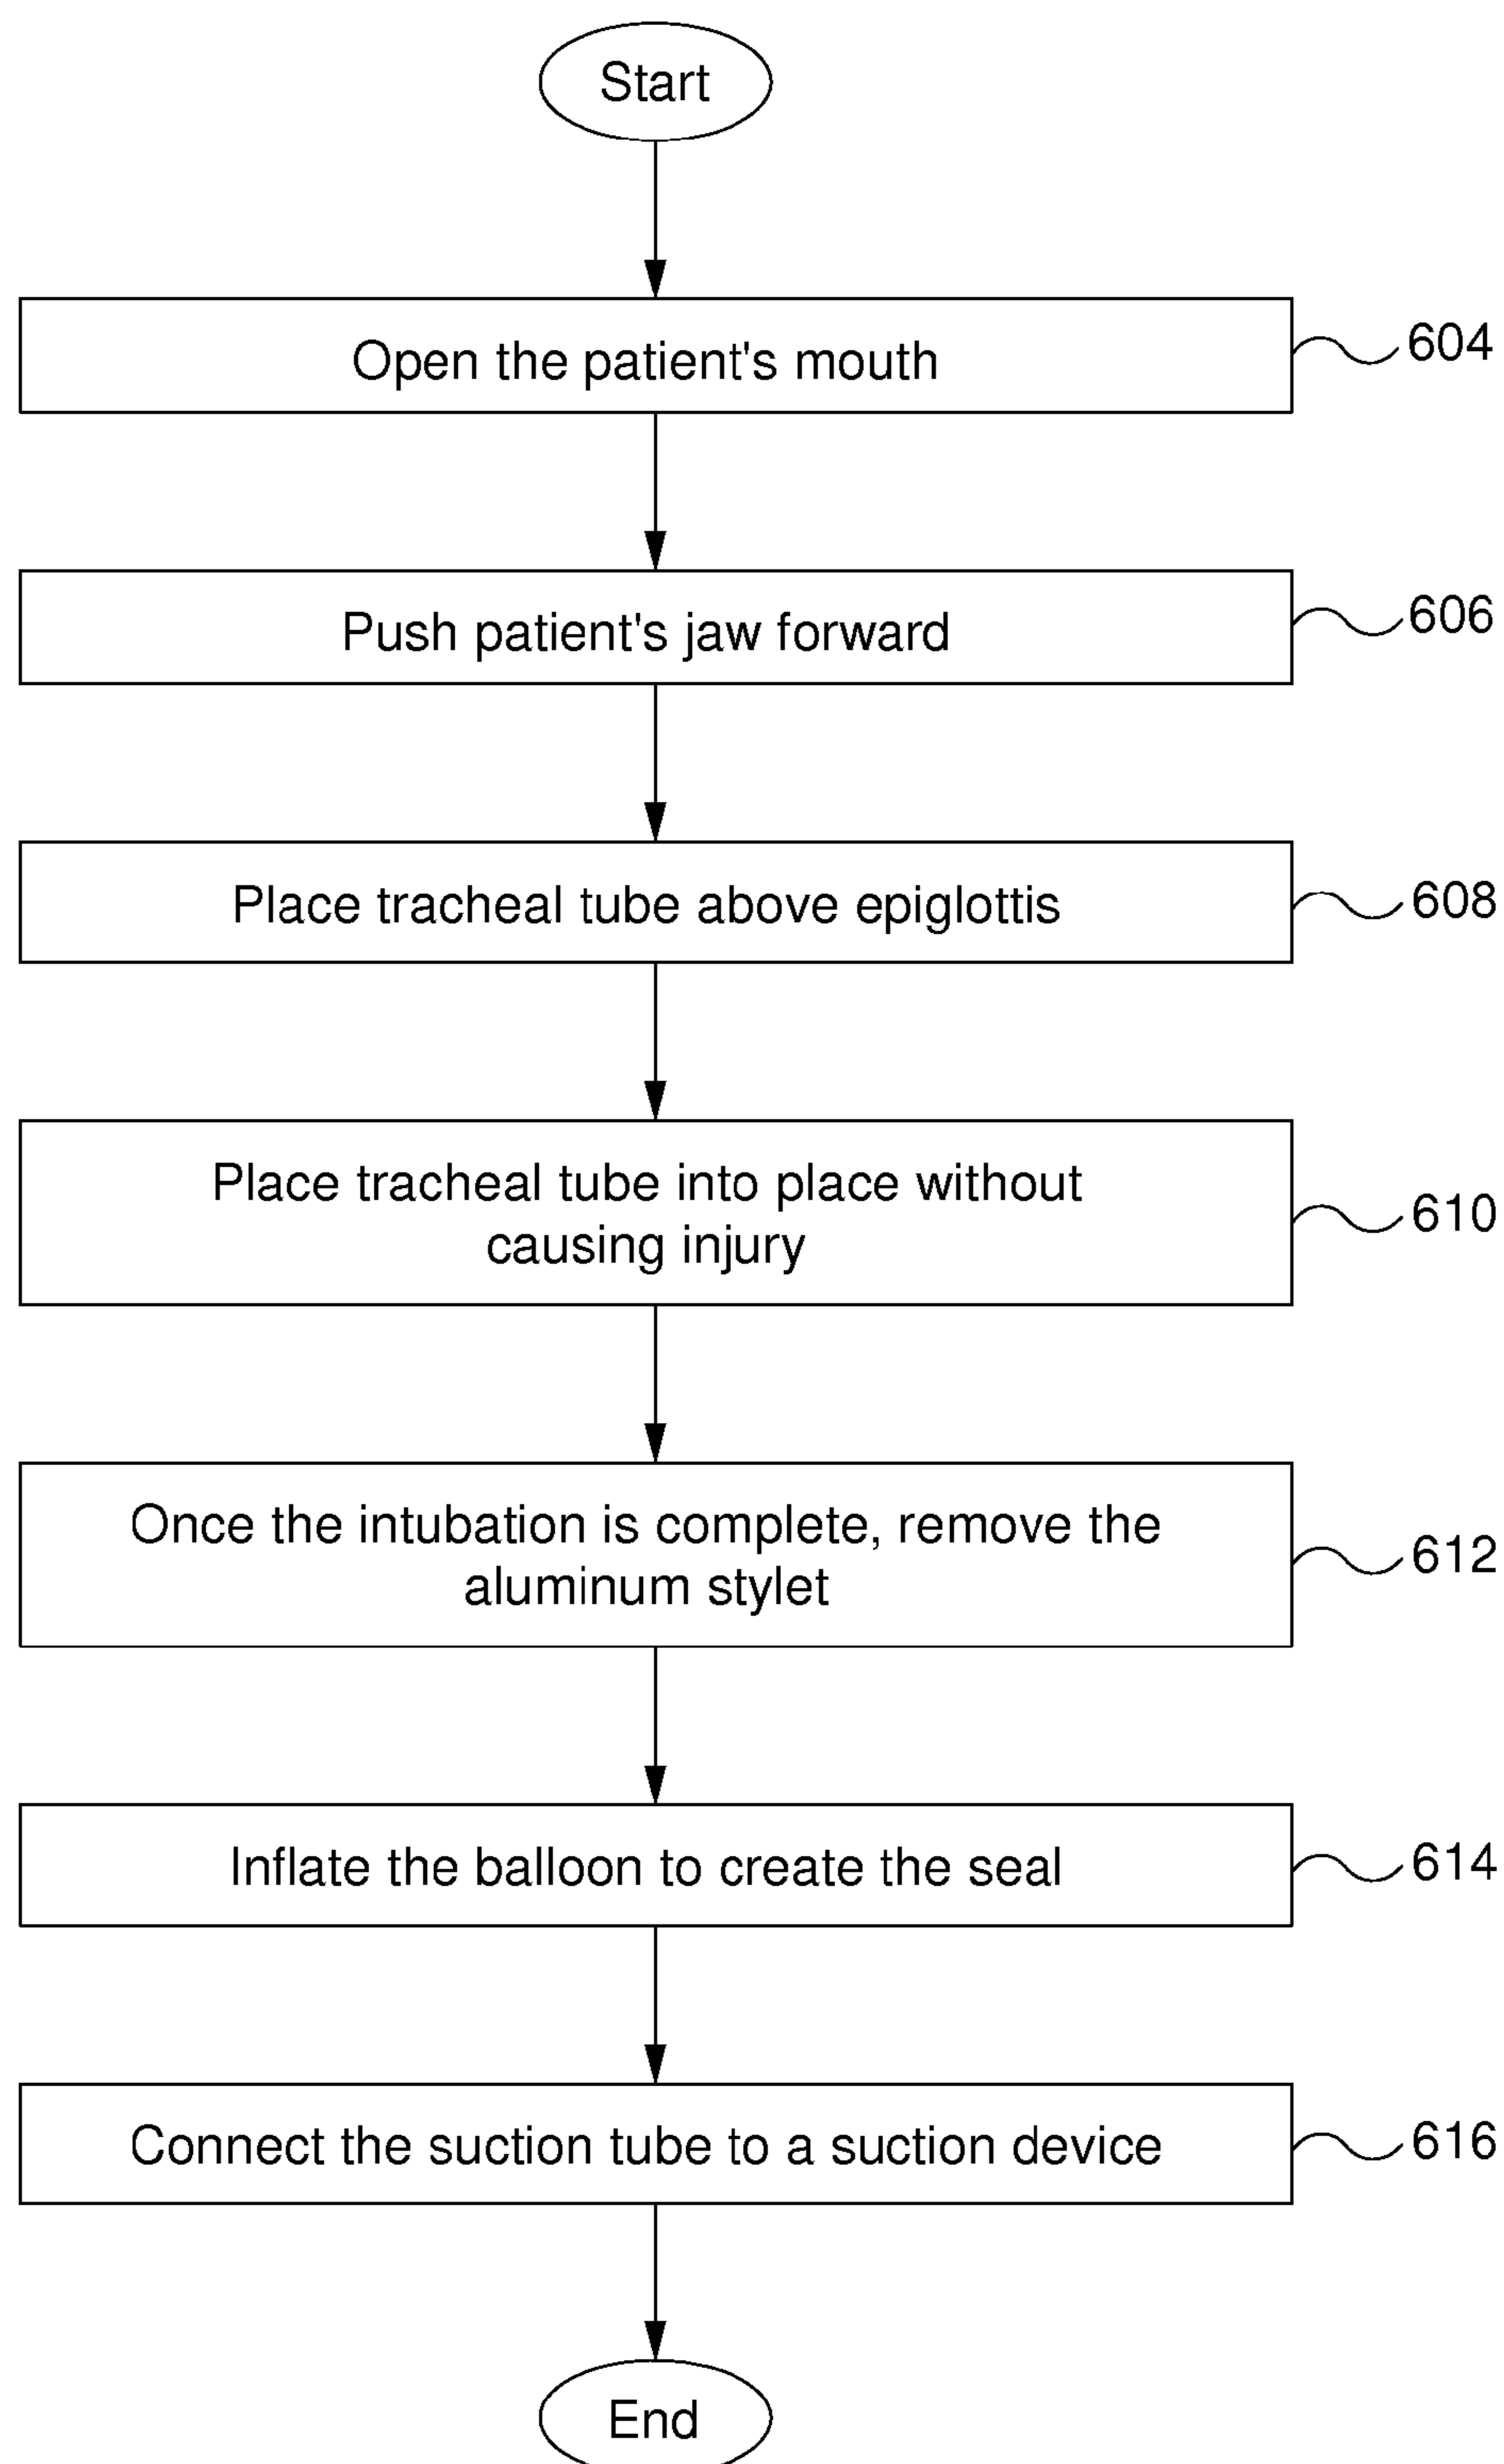 Start
Open the patient's mouth
604
Push patient's jaw forward
606
Place tracheal tube above epiglottis
608
Place tracheal tube into place without
causing injury
610
Once the intubation is complete, remove the
aluminum stylet
612
Inflate the balloon to create the seal
614
Connect the suction tube to a suction device
616
End